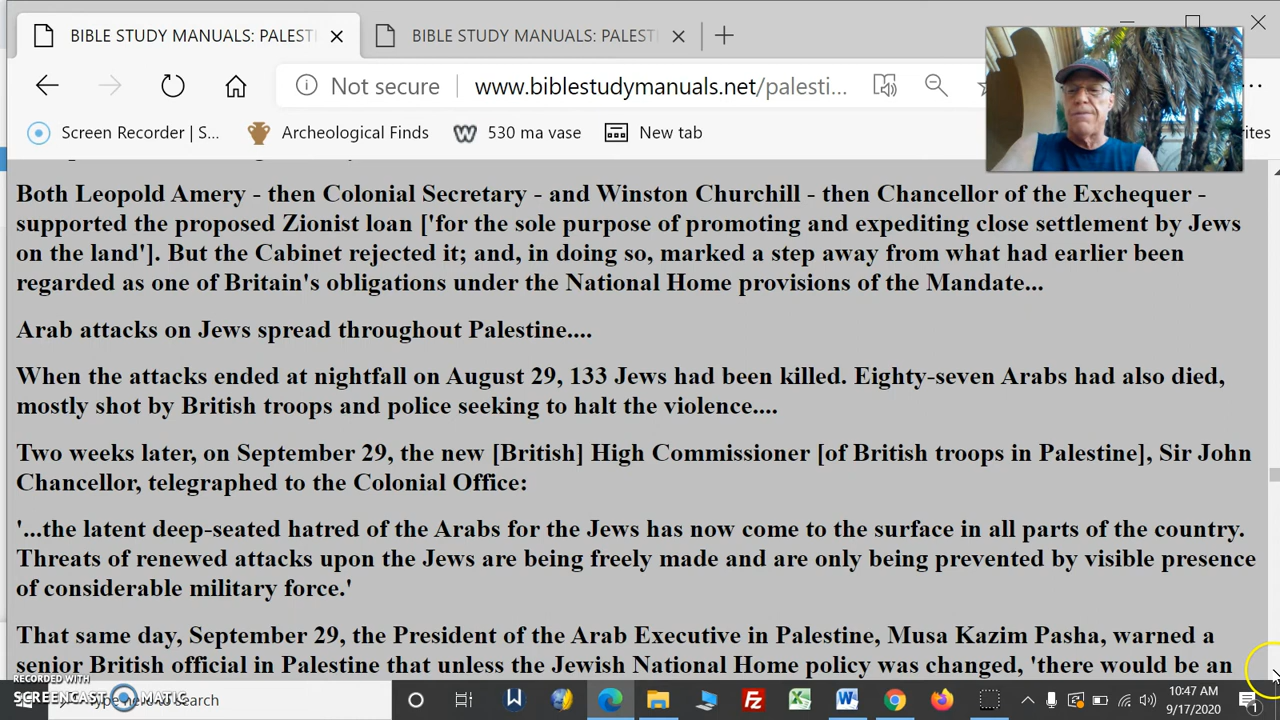 BIBLE STUDY MANUALS: PALEST
BIBLE STUDY MANUALS: PALEST
Not secure
www.biblestudymanuals.net/palesti...
Screen Recorder | S...
Archeological Finds
530 ma vase
New tab
rites
Both Leopold Amery - then Colonial Secretary - and Winston Churchill - then Chancellor of the Exchequer -
supported the proposed Zionist loan ['for the sole purpose of promoting and expediting close settlement by Jews
on the land']. But the Cabinet rejected it; and, in doing so, marked a step away from what had earlier been
regarded as one of Britain's obligations under the National Home provisions of the Mandate...
Arab attacks on Jews spread throughout Palestine....
When the attacks ended at nightfall on August 29, 133 Jews had been killed. Eighty-seven Arabs had also died,
mostly shot by British troops and police seeking to halt the violence....
Two weeks later, on September 29, the new [British] High Commissioner [of British troops in Palestine], Sir John
Chancellor, telegraphed to the Colonial Office:
'...the latent deep-seated hatred of the Arabs for the Jews has now come to the surface in all parts of the country.
Threats of renewed attacks upon the Jews are being freely made and are only being prevented by visible presence
of considerable military force.'
That same day, September 29, the President of the Arab Executive in Palestine, Musa Kazim Pasha, warned a
senior British official in Palestine that unless the Jewish National Home policy was changed, 'there would be an
RECORDED WITH
SCREENCAST MATIC
Type here to search
10:47 AM
9/17/2020
1